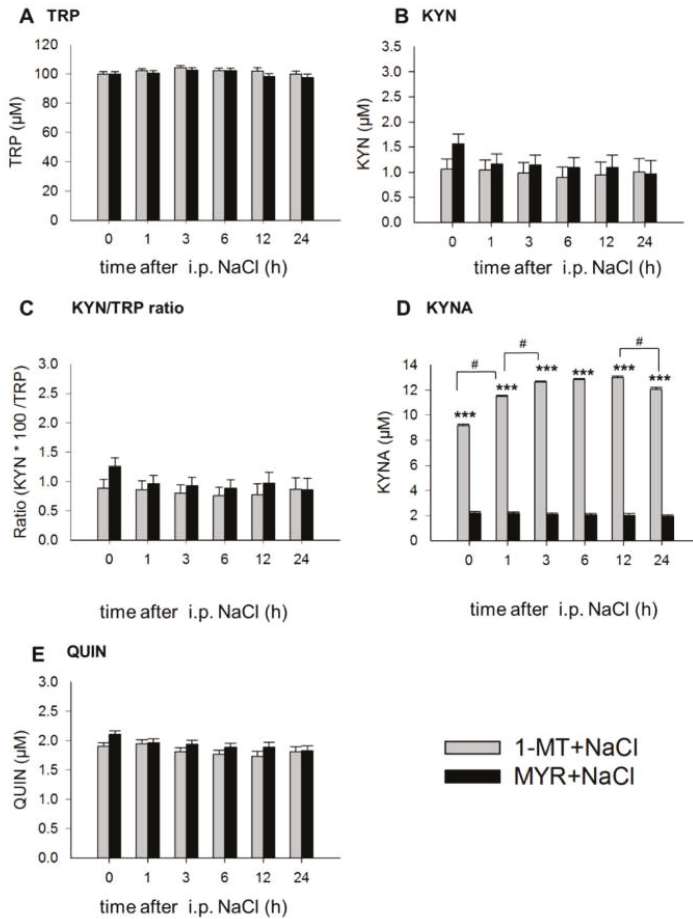 A TRP
TRP (µM)
120
100
80
60
40
20
0
0 1 3 6 12 24
time after i.p. NaCl (h)
B KYN
KYN (µM)
3.5
3.0
2.5
2.0
1.5
1.0
0.5
0.0
0 1 3 6 12 24
time after i.p. NaCl (h)
C KYN/TRP ratio
Ratio (KYN * 100 /TRP)
3.0
2.5
2.0
1.5
1.0
0.5
0.0
0 1 3 6 12 24
time after i.p. NaCl (h)
D KYNA
KYNA (µM)
14
12
10
8
6
4
2
0
# # #
*** *** *** *** *** ***
0 1 3 6 12 24
time after i.p. NaCl (h)
E QUIN
QUIN (µM)
3.0
2.5
2.0
1.5
1.0
0.5
0.0
0 1 3 6 12 24
time after i.p. NaCl (h)
1-MT+NaCl
MYR+NaCl